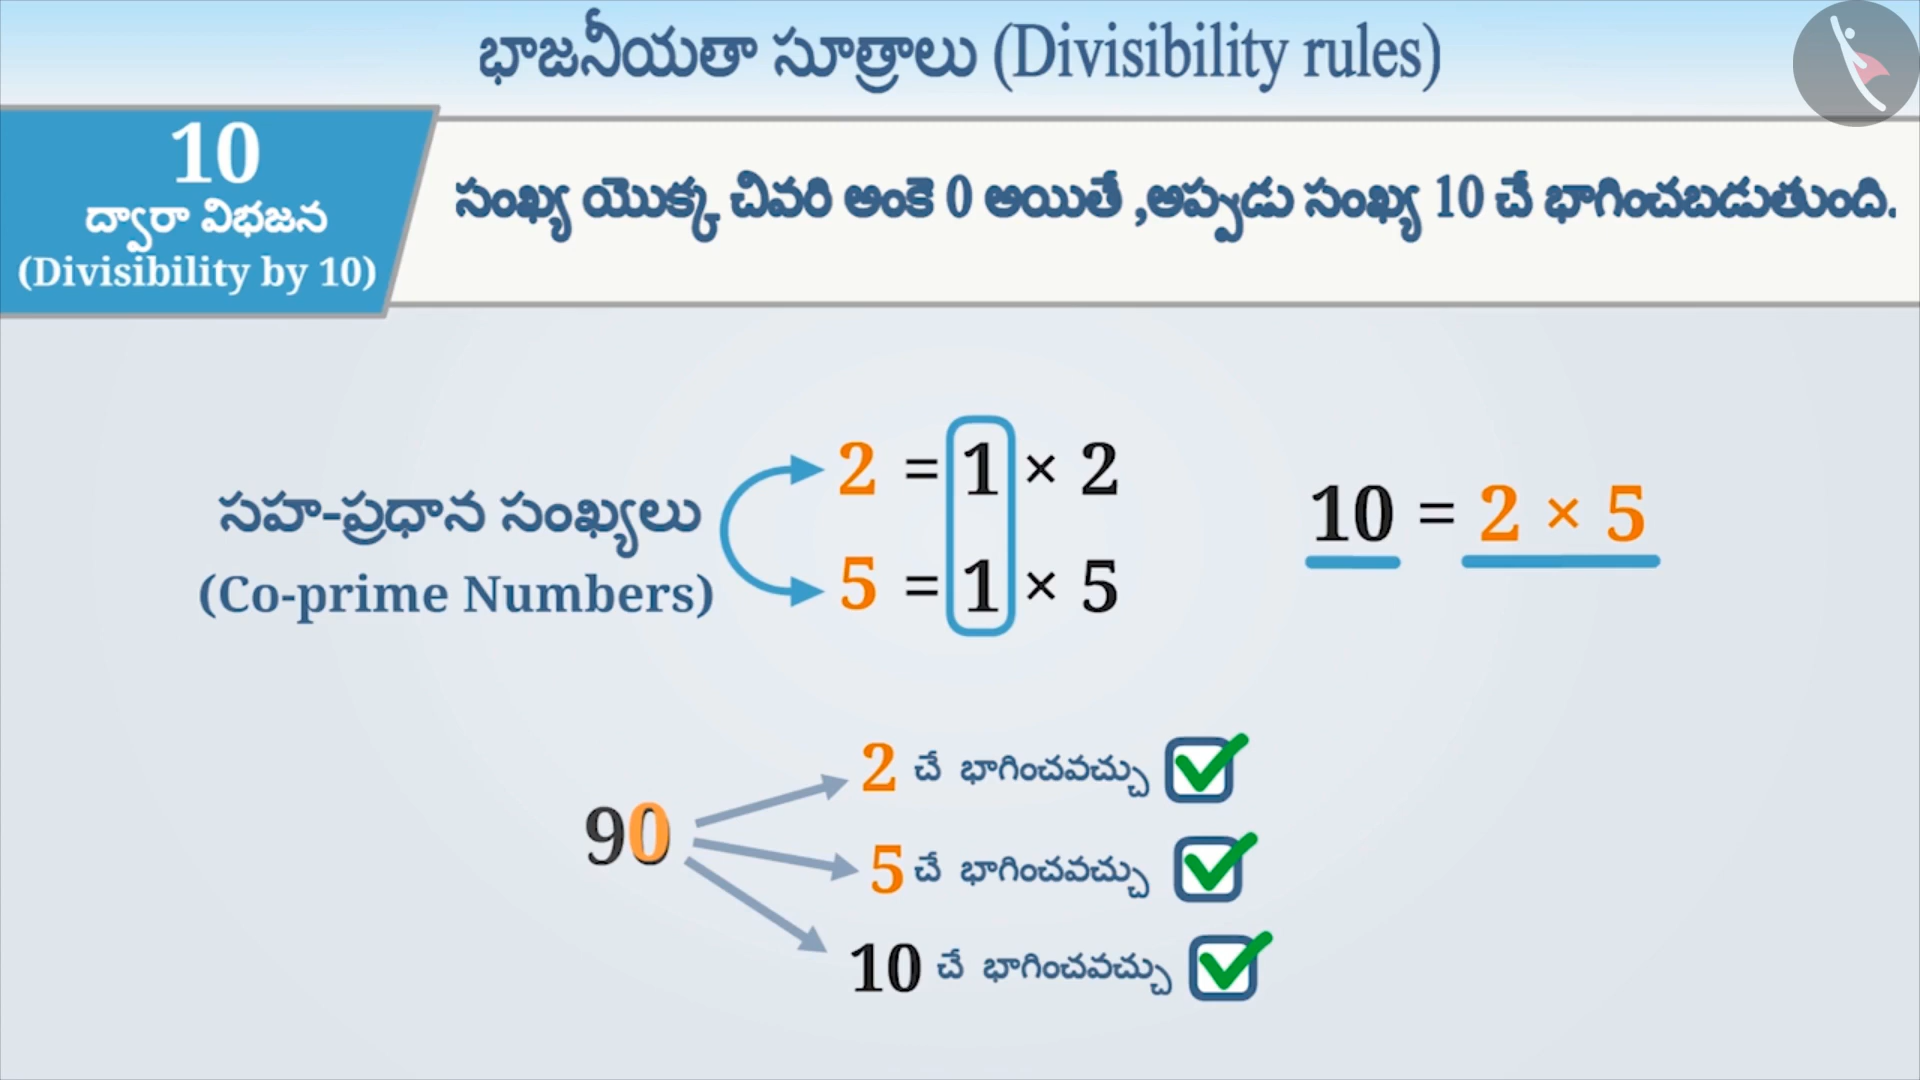 భాజనీయతా సూత్రాలు (Divisibility rules)
10
ద్వారా విభజన
(Divisibility by 10)
సంఖ్య యొక్క చివరి అంకె 0 అయితే ,అప్పుడు సంఖ్య 10 చే భాగించబడుతుంది.
సహ-ప్రధాన సంఖ్యలు
(Co-prime Numbers)
2 = 1 × 2
5 = 1 × 5
10 = 2 × 5
90
2 చే భాగించవచ్చు
5 చే భాగించవచ్చు
10 చే భాగించవచ్చు